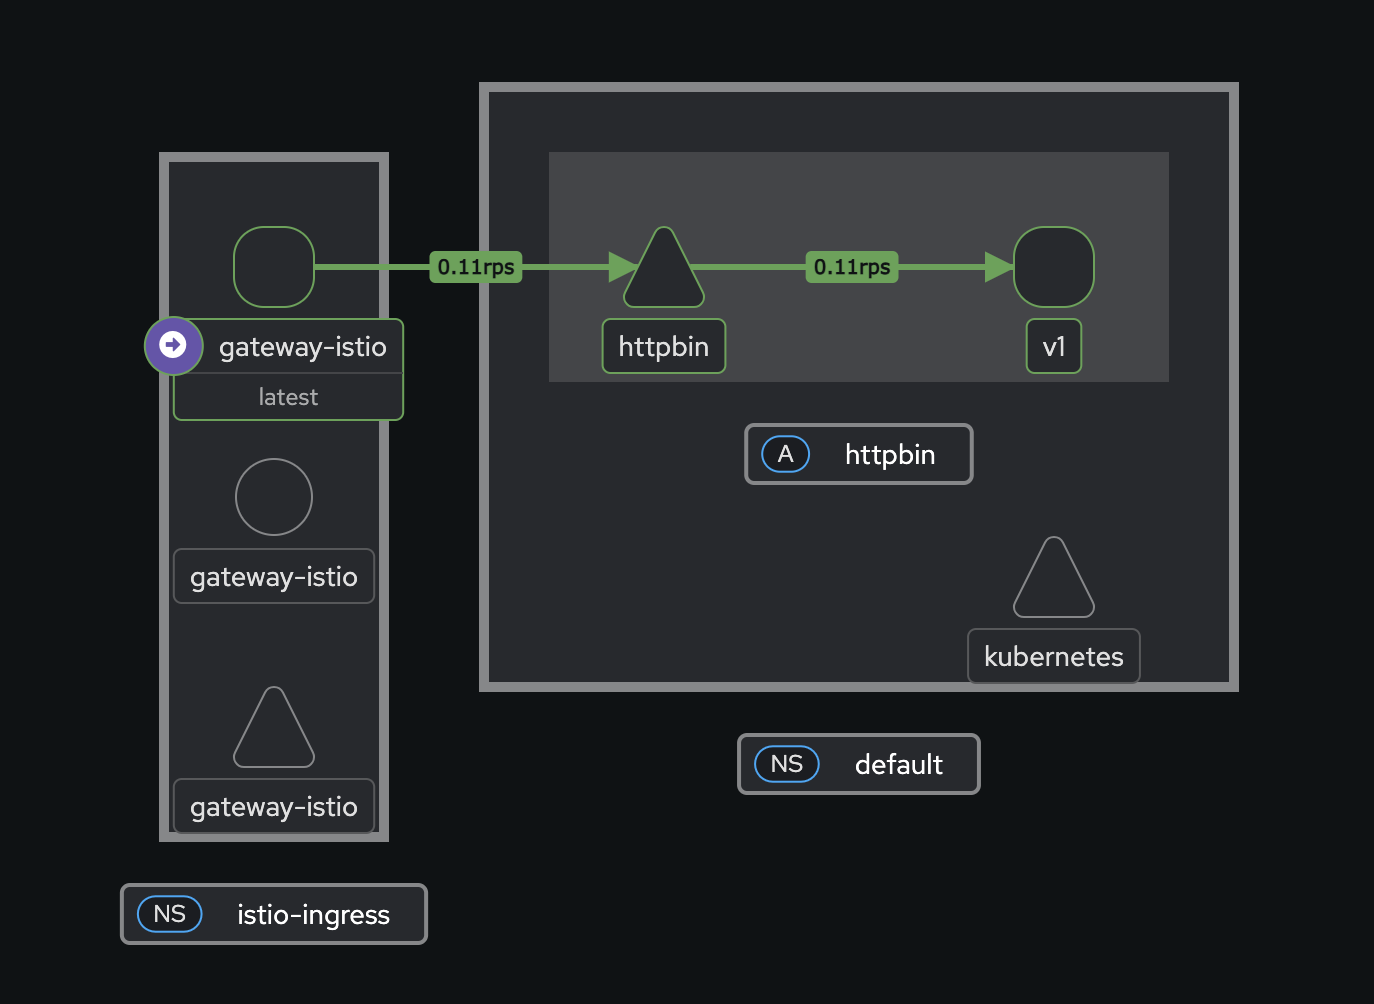 0.11rps
0.11rps
gateway-istio
latest
httpbin
v1
A httpbin
gateway-istio
kubernetes
gateway-istio
NS default
NS istio-ingress